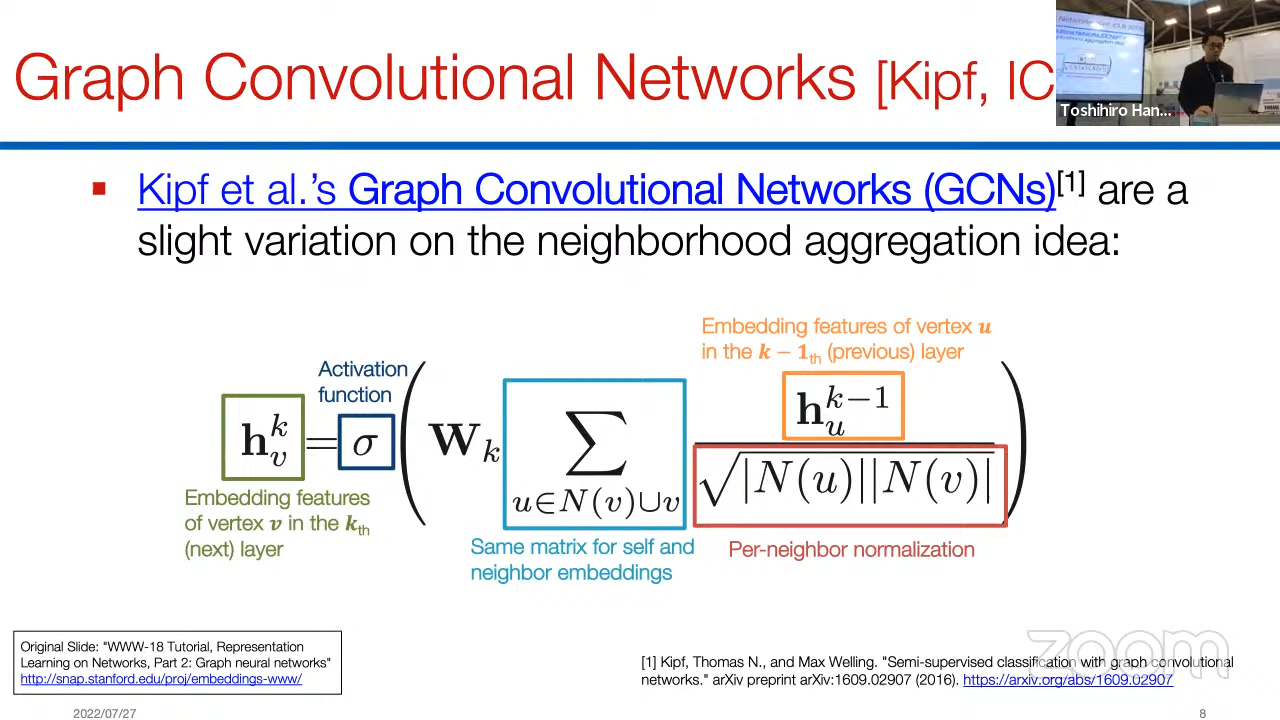 Graph Convolutional Networks [Kipf, IC
Toshihiro Han...
▪ Kipf et al.'s Graph Convolutional Networks (GCNs)[1] are a
slight variation on the neighborhood aggregation idea:
Embedding features of vertex u
in the k − 1th (previous) layer
Activation
function
h_v^k = σ ( W_k ∑_{u∈N(v)∪v} h_u^{k−1} / √|N(u)||N(v)| )
Embedding features
of vertex v in the kth
(next) layer
Same matrix for self and
neighbor embeddings
Per-neighbor normalization
Original Slide: "WWW-18 Tutorial, Representation
Learning on Networks, Part 2: Graph neural networks"
http://snap.stanford.edu/proj/embeddings-www/
zoom
[1] Kipf, Thomas N., and Max Welling. "Semi-supervised classification with graph convolutional
networks." arXiv preprint arXiv:1609.02907 (2016). https://arxiv.org/abs/1609.02907
2022/07/27
8